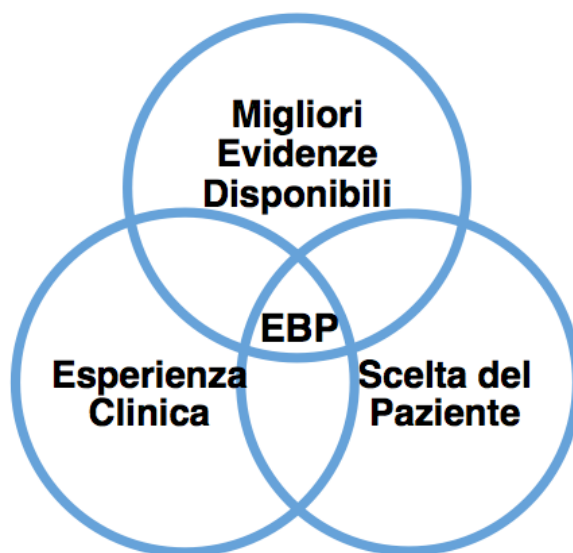 Migliori
Evidenze
Disponibili
EBP
Esperienza
Clinica
Scelta del
Paziente